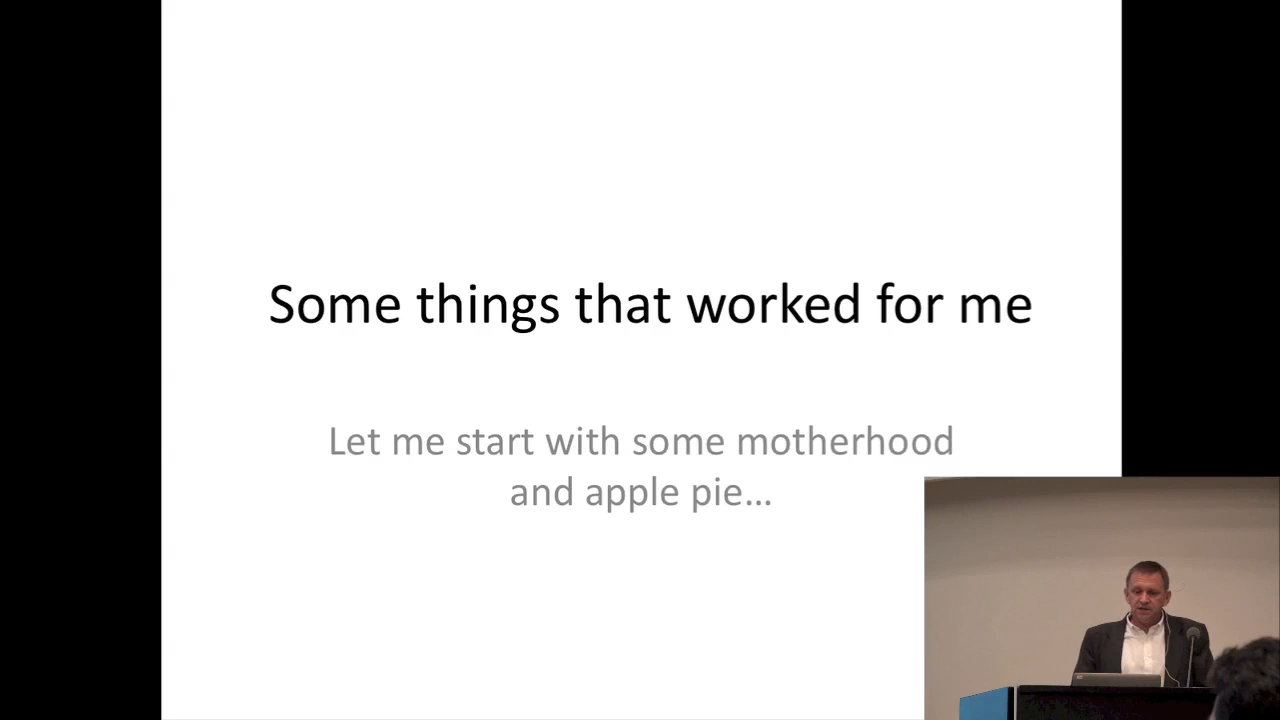 Some things that worked for me
Let me start with some motherhood
and apple pie…